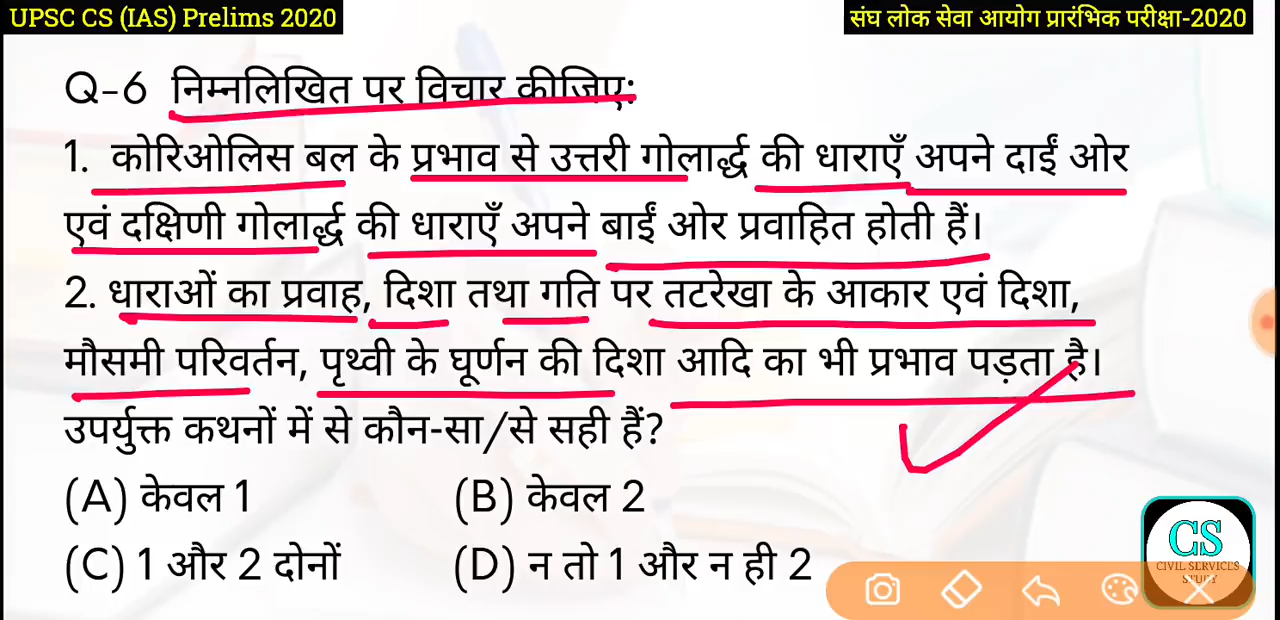 UPSC CS (IAS) Prelims 2020
संघ लोक सेवा आयोग प्रारंभिक परीक्षा-2020
Q-6 निम्नलिखित पर विचार कीजिए:
1. कोरिओलिस बल के प्रभाव से उत्तरी गोलार्द्ध की धाराएँ अपने दाईं ओर
एवं दक्षिणी गोलार्द्ध की धाराएँ अपने बाईं ओर प्रवाहित होती हैं।
2. धाराओं का प्रवाह, दिशा तथा गति पर तटरेखा के आकार एवं दिशा,
मौसमी परिवर्तन, पृथ्वी के घूर्णन की दिशा आदि का भी प्रभाव पड़ता है।
उपर्युक्त कथनों में से कौन-सा/से सही हैं?
(A) केवल 1 (B) केवल 2
(C) 1 और 2 दोनों (D) न तो 1 और न ही 2
CS
CIVIL SERVICES
STUDY